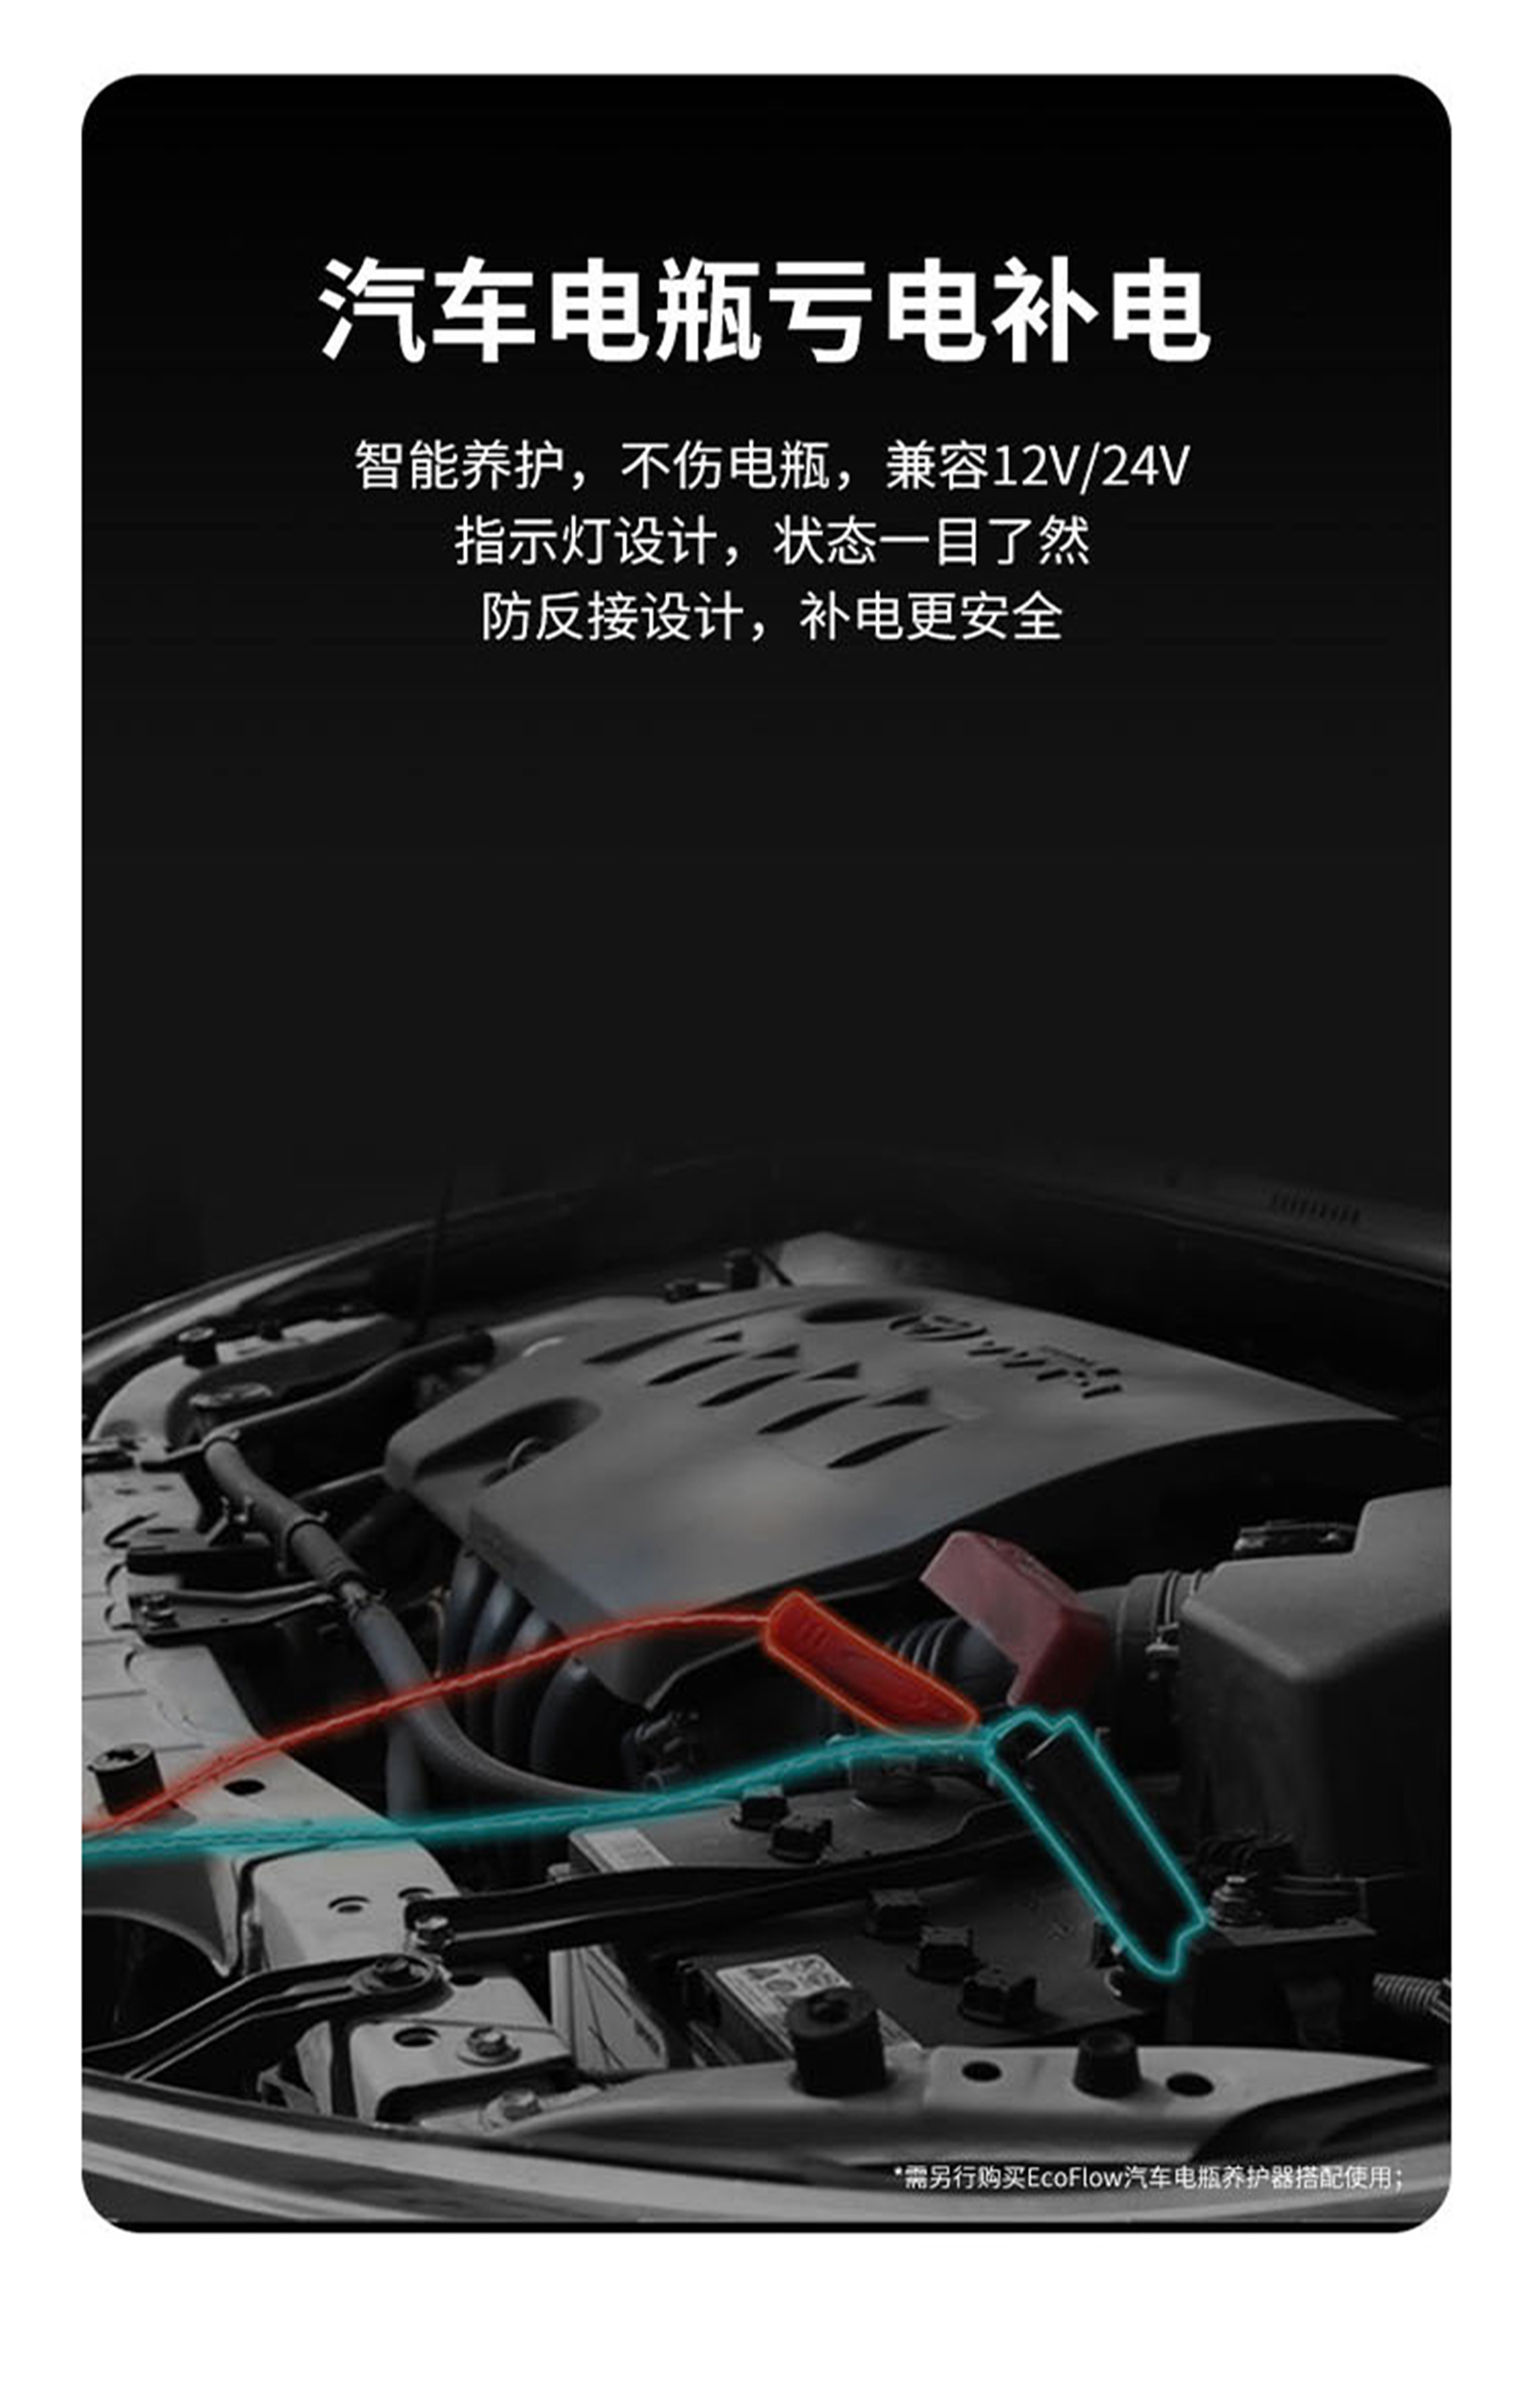 汽车电瓶亏电补电
智能养护，不伤电瓶，兼容12V/24V
指示灯设计，状态一目了然
防反接设计，补电更安全
*需另行购买EcoFlow汽车电瓶养护器搭配使用；